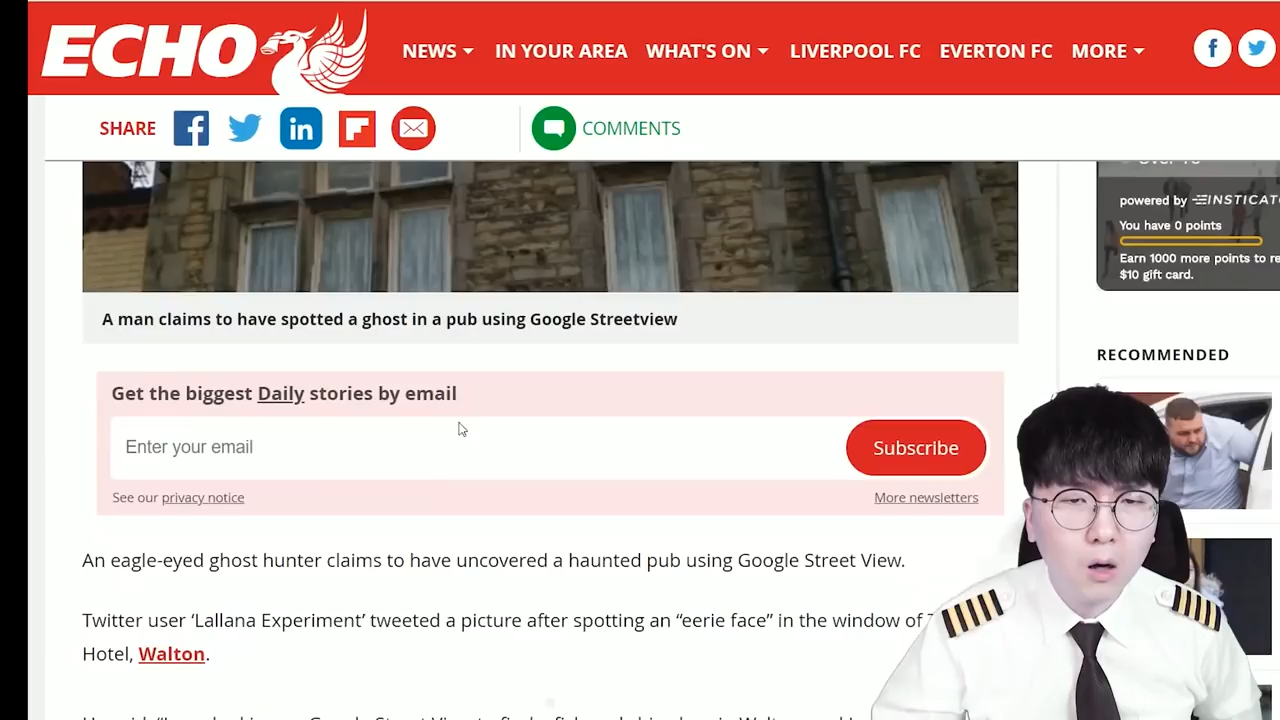 ECHO
NEWS IN YOUR AREA WHAT'S ON LIVERPOOL FC EVERTON FC MORE
SHARE
COMMENTS
powered by
You have 0 points
Earn 1000 more points to
$10 gift card.
A man claims to have spotted a ghost in a pub using Google Streetview
RECOMMENDED
Get the biggest Daily stories by email
Enter your email
Subscribe
See our privacy notice
More newsletters
An eagle-eyed ghost hunter claims to have uncovered a haunted pub using Google Street View.
Twitter user ‘Lallana Experiment’ tweeted a picture after spotting an “eerie face” in the window of
Hotel, Walton.